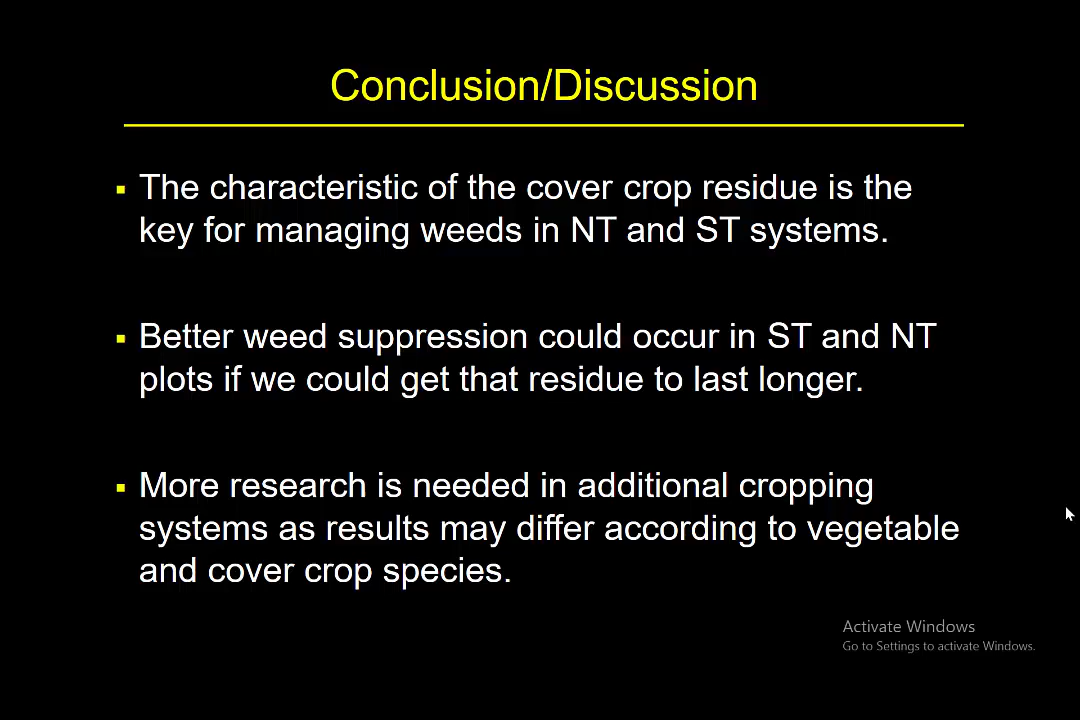 Conclusion/Discussion
▪ The characteristic of the cover crop residue is the
key for managing weeds in NT and ST systems.
▪ Better weed suppression could occur in ST and NT
plots if we could get that residue to last longer.
▪ More research is needed in additional cropping
systems as results may differ according to vegetable
and cover crop species.
Activate Windows
Go to Settings to activate Windows.